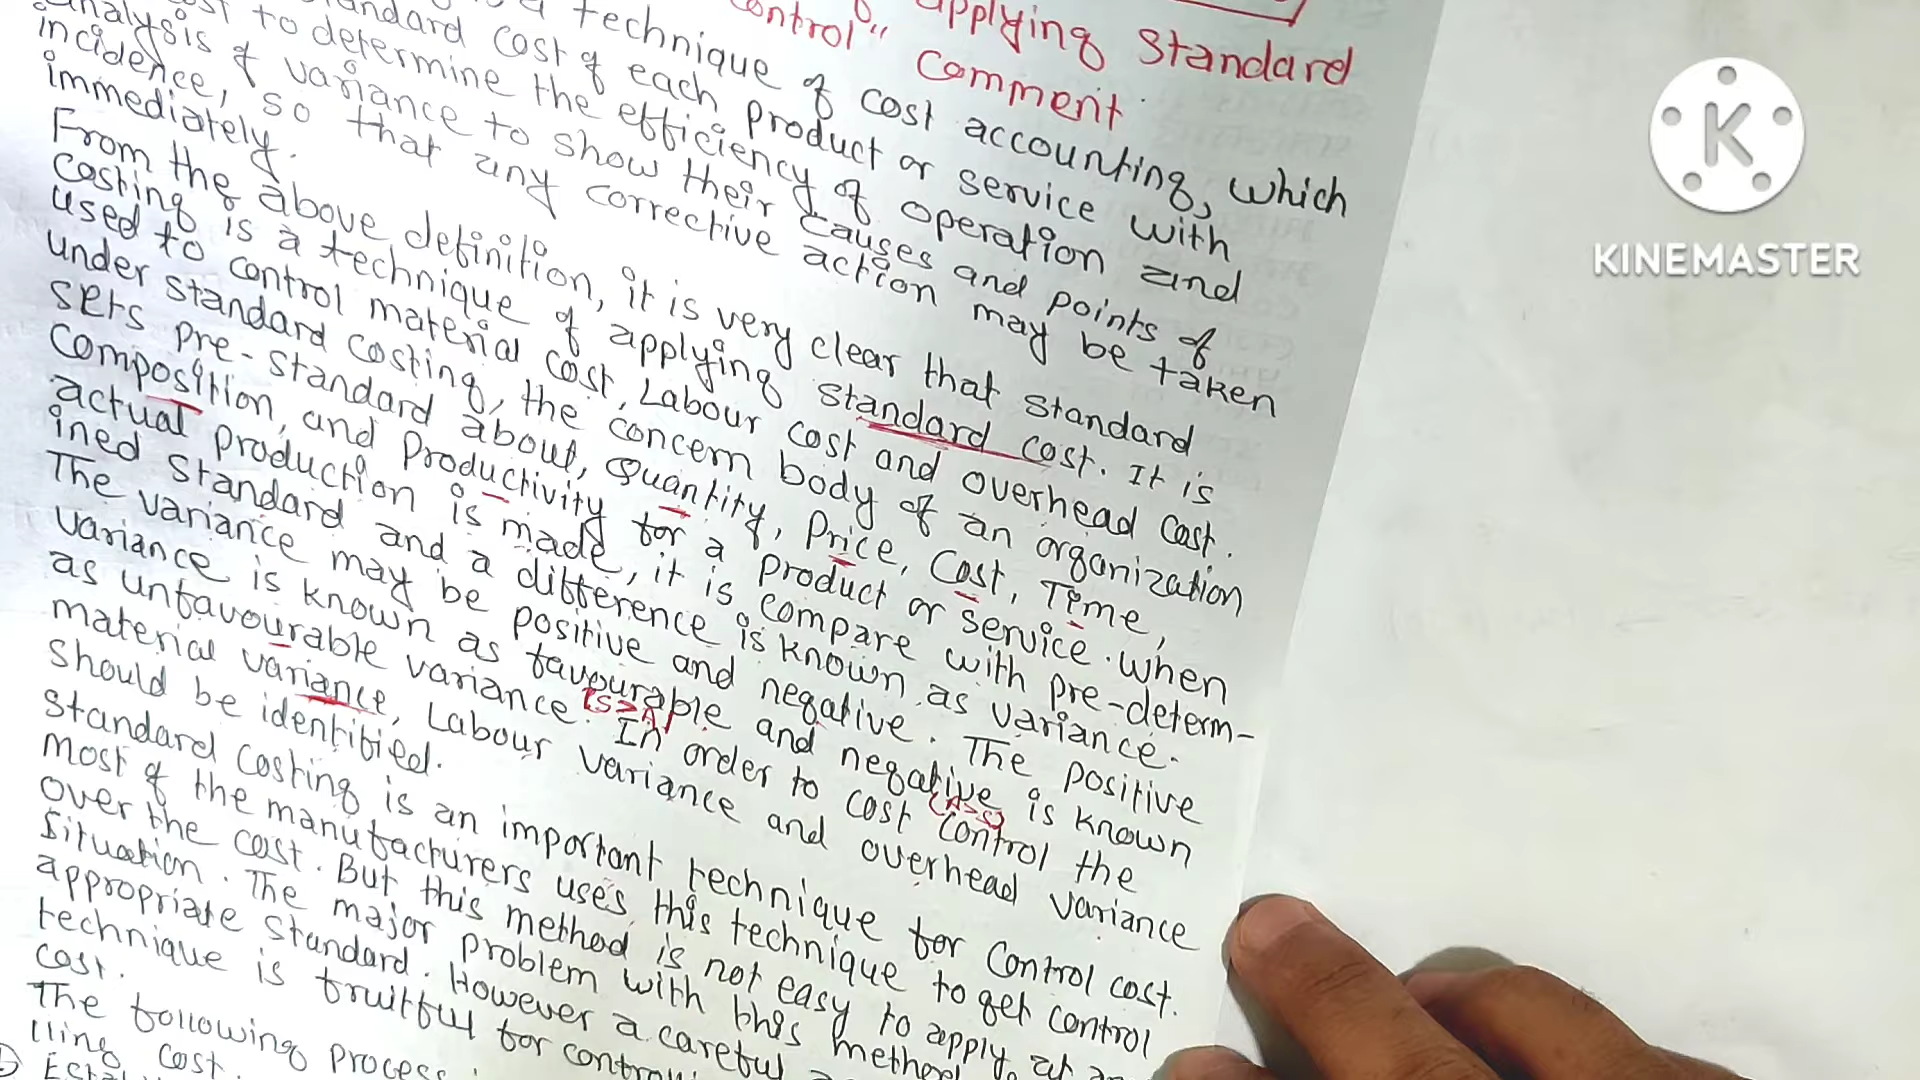 applying Standard
control" Comment
technique of cost accounting, which
standard cost of each product or service with
to determine the efficiency of operation and
analysis of variance to show their causes and points of
incidence, so that any corrective action may be taken
immediately.
From the above definition, it is very clear that standard
costing is a technique of applying standard cost. It is
used to control material cost, Labour cost and overhead cost.
under standard costing, the concern body of an organization
sets pre-standard about, quantity, Price, Cost, Time,
composition, and Productivity for a product or service. When
actual production is made, it is compare with pre-determ-
ined standard and a difference is known as variance.
The variance may be positive and negative. The positive
variance is known as favourable and negative is known
(S>A)
(A>S)
as unfavourable variance. In order to cost control the
material variance, Labour variance and overhead variance
should be identified.
Standard costing is an important technique for control cost.
most of the manufacturers uses this technique to get control
over the cost. But this method is not easy to apply at
situation. The major problem with this method
appropriate standard. However a careful
technique is fruitful for
cost.
The following process
lling cost.
KINEMASTER